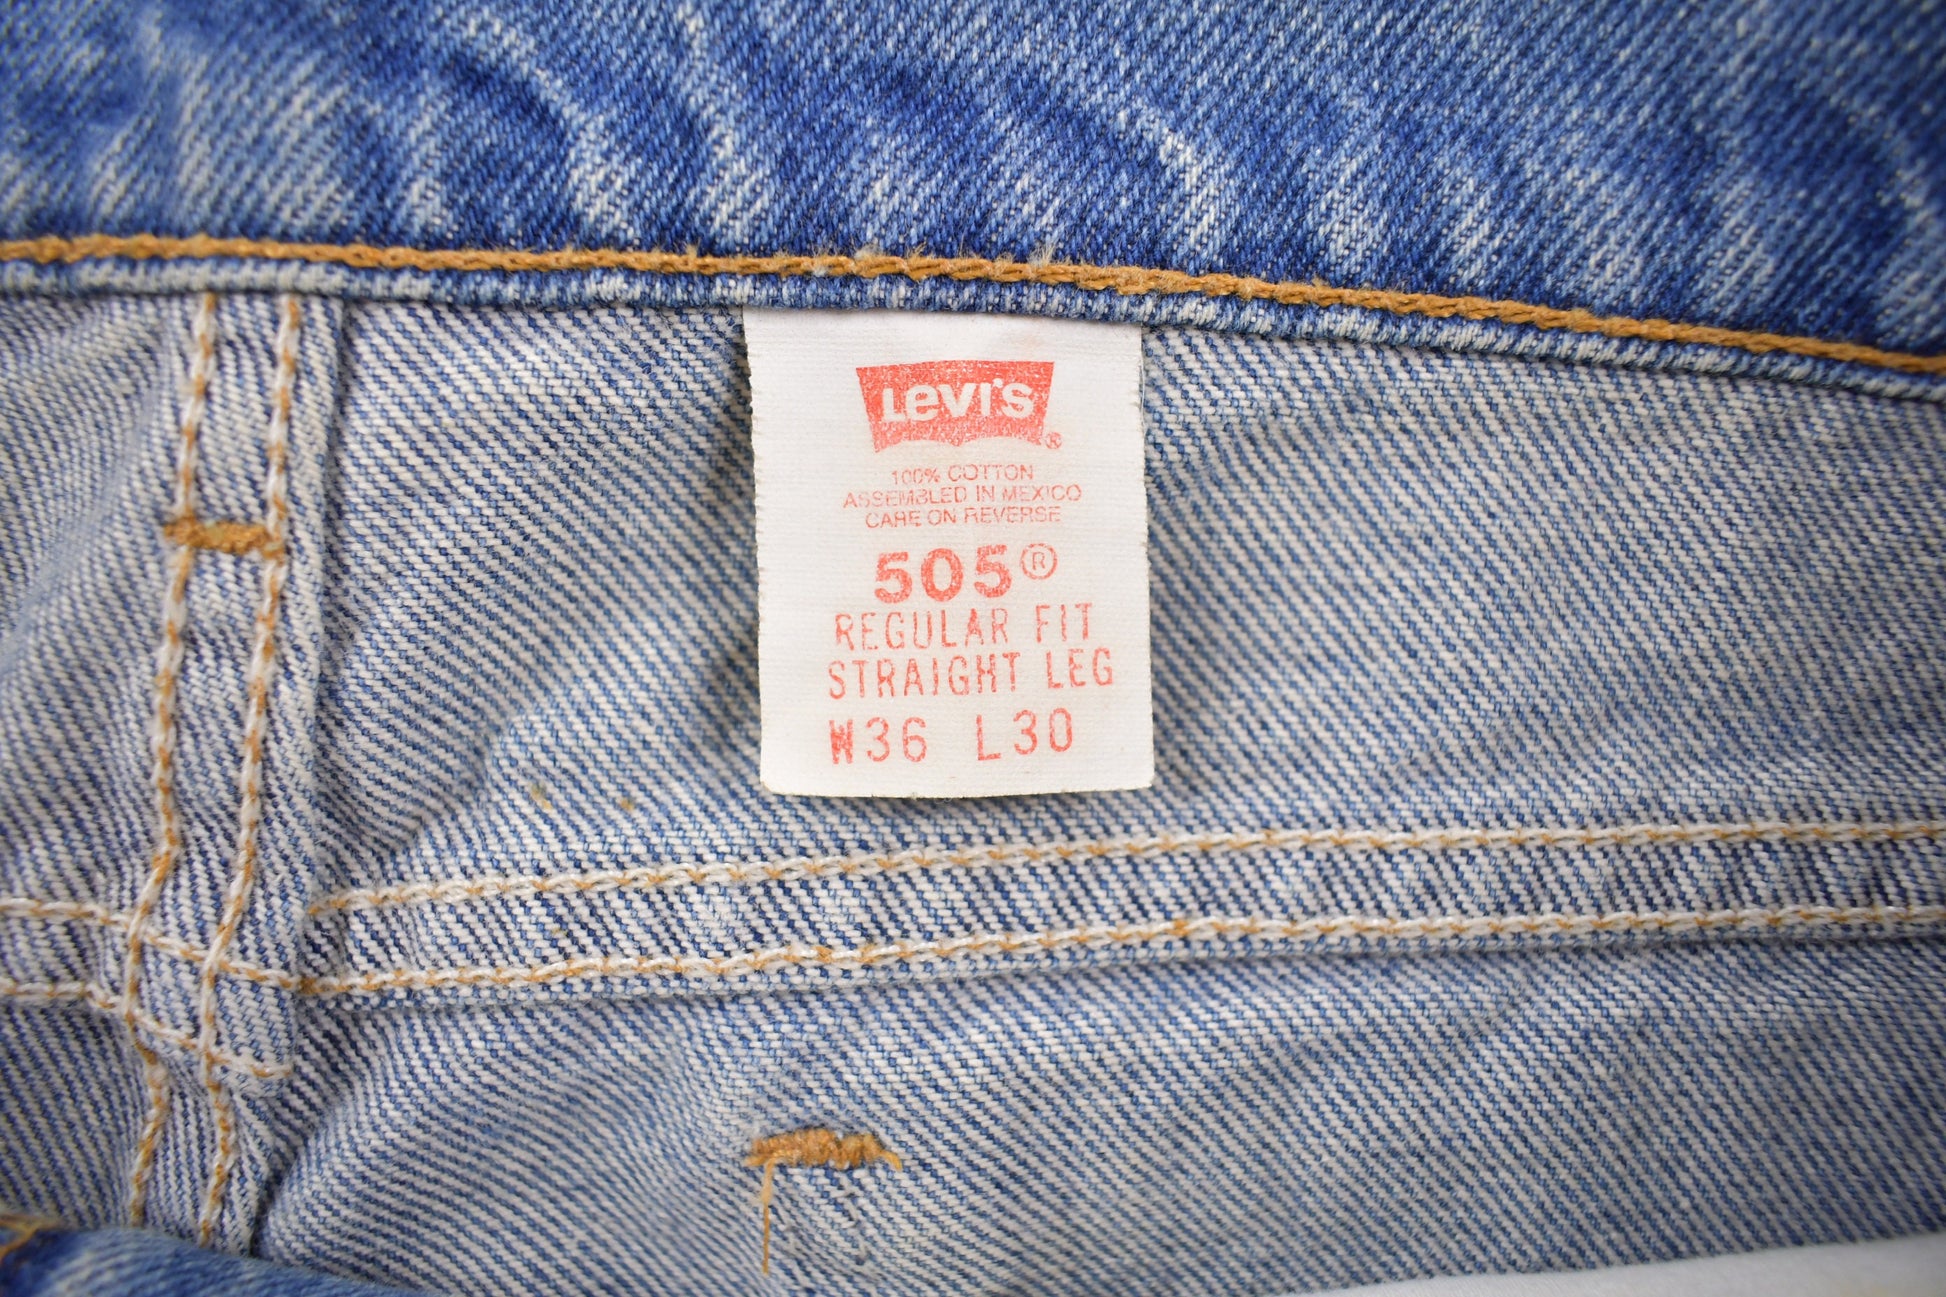 Levi's ®
100% COTTON
ASSEMBLED IN MEXICO
CARE ON REVERSE
505®
REGULAR FIT
STRAIGHT LEG
W36 L30